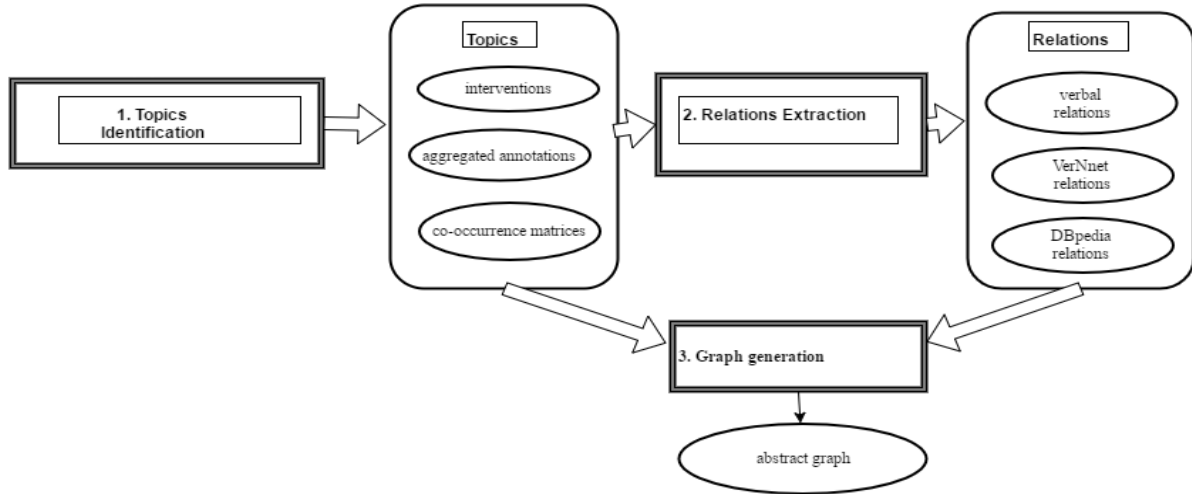 1. Topics
Identification
Topics
interventions
aggregated annotations
co-occurrence matrices
2. Relations Extraction
Relations
verbal
relations
VerNnet
relations
DBpedia
relations
3. Graph generation
abstract graph